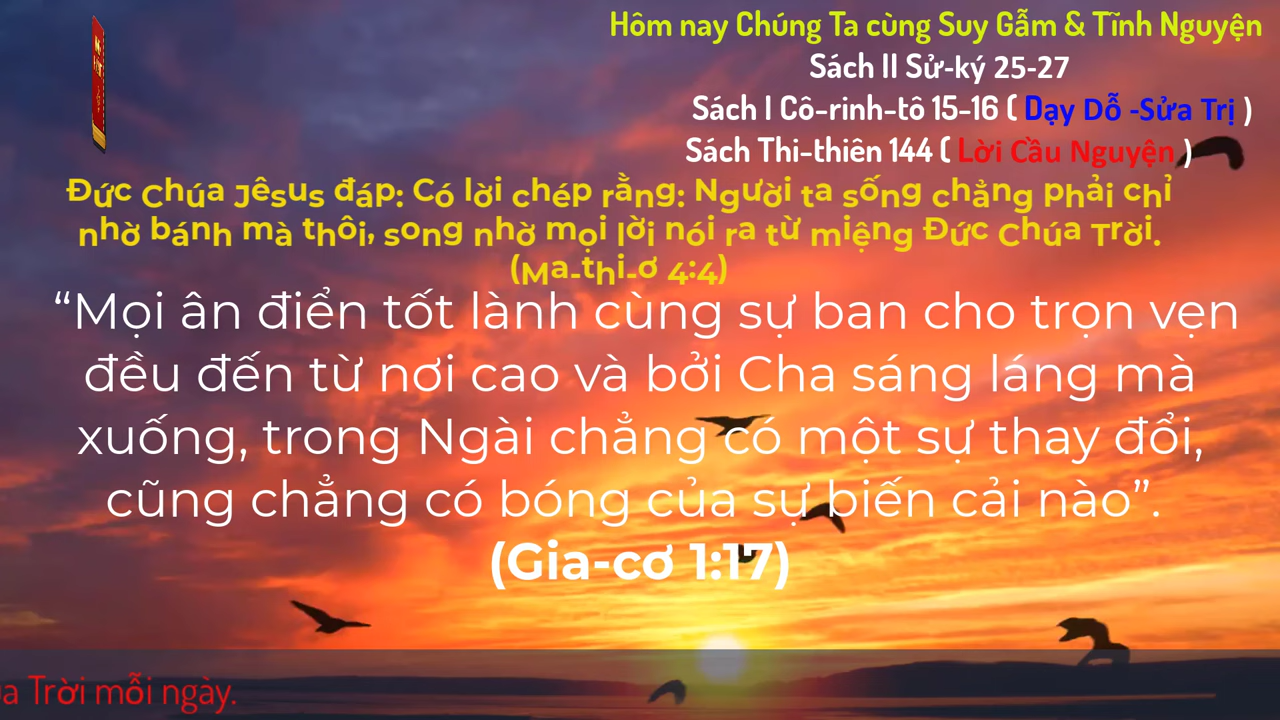 Hôm nay Chúng Ta cùng Suy Gẫm & Tĩnh Nguyện
Sách II Sử-ký 25-27
Sách I Cô-rinh-tô 15-16 ( Dạy Dỗ -Sửa Trị )
Sách Thi-thiên 144 ( Lời Cầu Nguyện )
Đức Chúa Jêsus đáp: Có lời chép rằng: Người ta sống chẳng phải chỉ
nhờ bánh mà thôi, song nhờ mọi lời nói ra từ miệng Đức Chúa Trời.
(Ma-thi-ơ 4:4)
“Mọi ân điển tốt lành cùng sự ban cho trọn vẹn
đều đến từ nơi cao và bởi Cha sáng láng mà
xuống, trong Ngài chẳng có một sự thay đổi,
cũng chẳng có bóng của sự biến cải nào”.
(Gia-cơ 1:17)
Trời mỗi ngày.